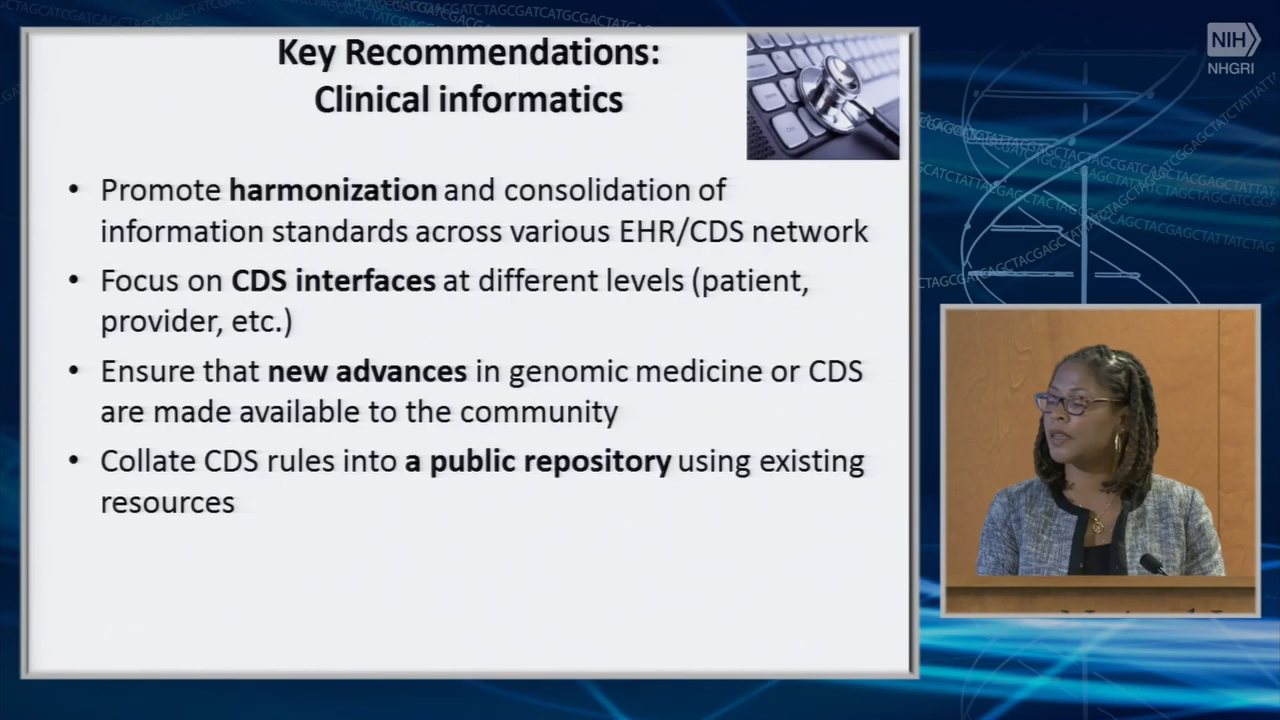 Key Recommendations:
Clinical informatics
• Promote harmonization and consolidation of
information standards across various EHR/CDS network
• Focus on CDS interfaces at different levels (patient,
provider, etc.)
• Ensure that new advances in genomic medicine or CDS
are made available to the community
• Collate CDS rules into a public repository using existing
resources
NIH
NHGRI